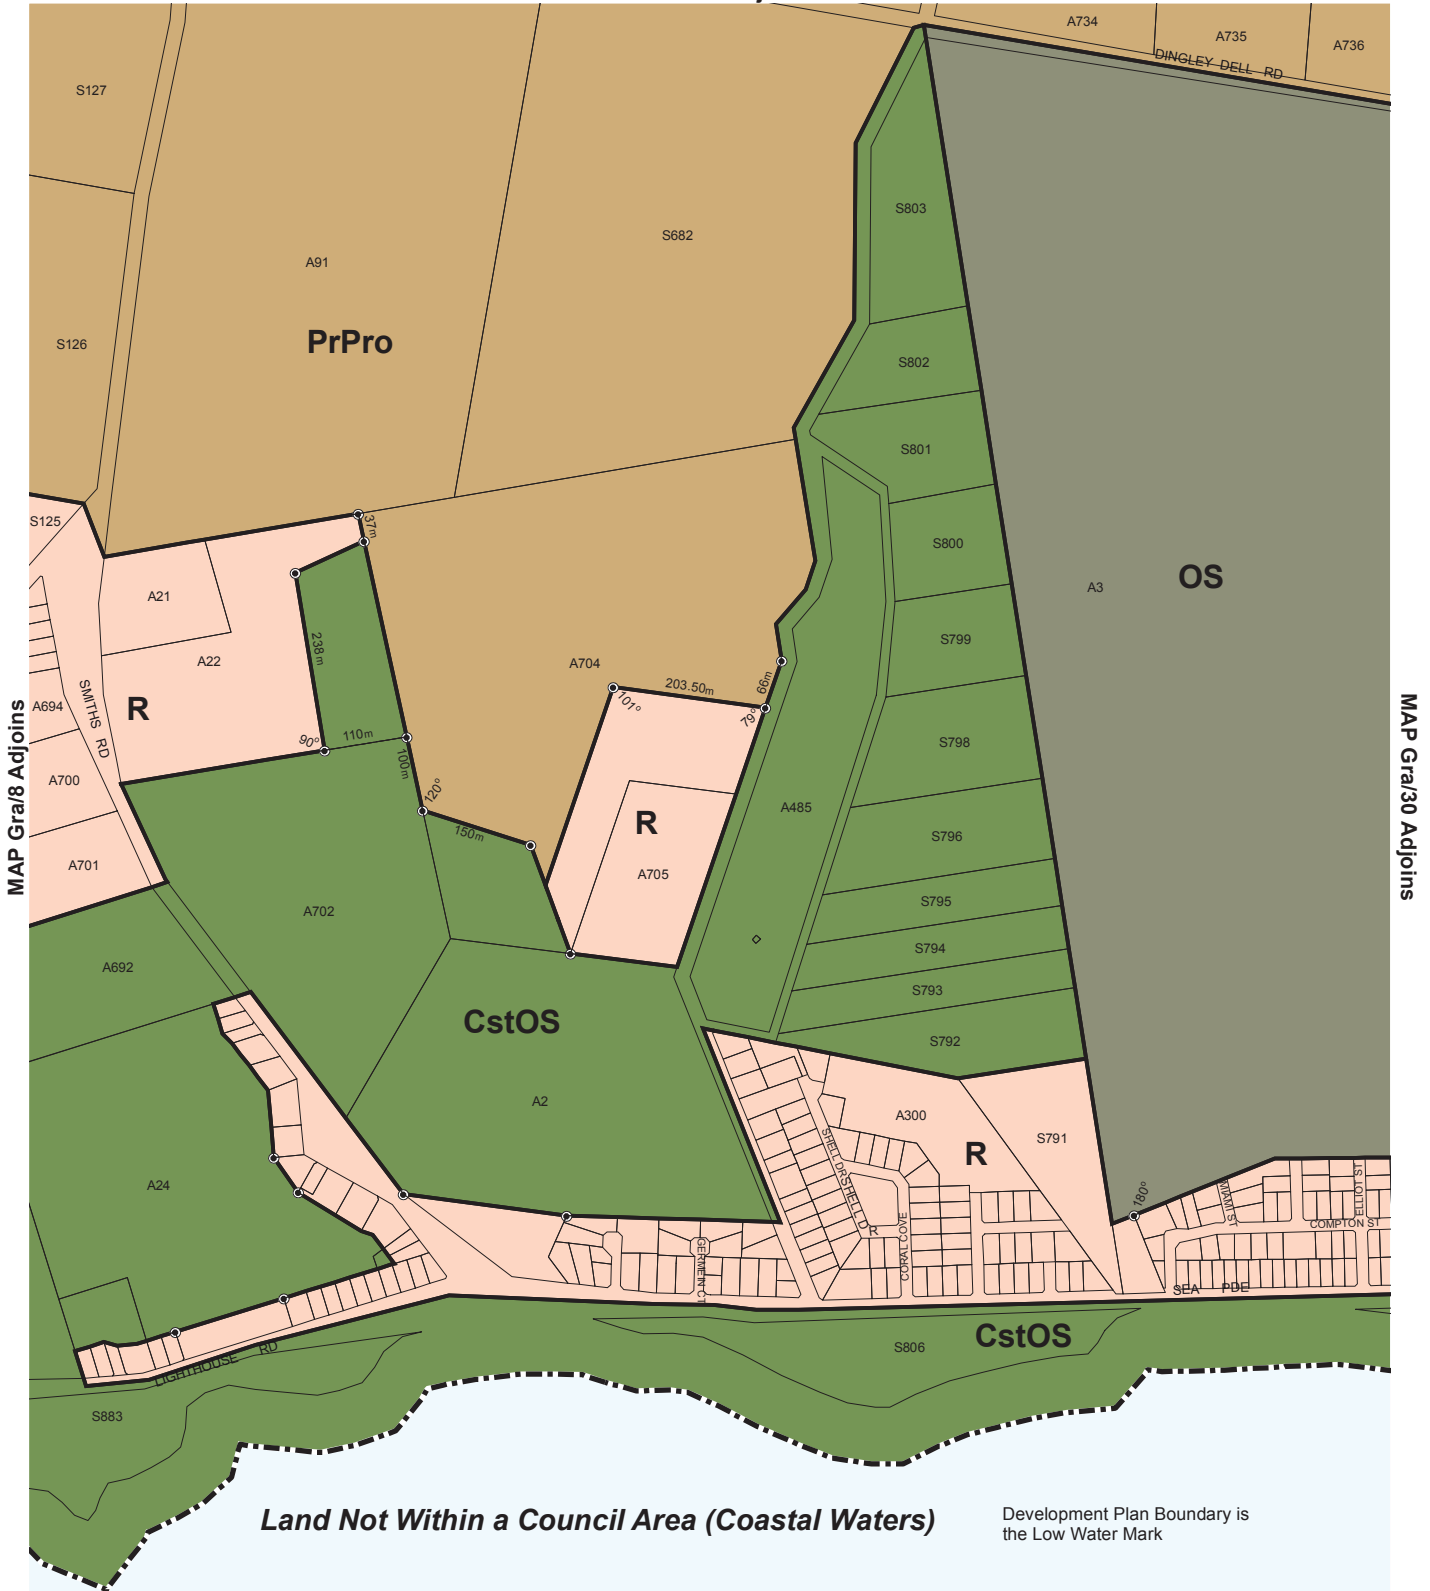 A734
A735
A736
DINGLEY DELL RD
S127
S803
S682
A91
PrPro
S126
S802
S801
S125
37m
S800
OS
A3
A21
S799
238m
A22
A704
203.50m
66m
101°
79°
A694
SMITHS RD
R
MAP Gra/8 Adjoins
MAP Gra/30 Adjoins
90°
110m
100m
S798
A700
120°
A485
150m
R
S796
A701
A705
S795
A702
S794
A692
S793
CstOS
S792
A2
A300
S791
R
SHELL DR
SHELL DR
A24
180°
MIAMI ST
ELLIOT ST
COMPTON ST
CORAL COVE
GERMEIN CT
SEA PDE
CstOS
S806
LIGHTHOUSE RD
S883
Land Not Within a Council Area (Coastal Waters)
Development Plan Boundary is
the Low Water Mark